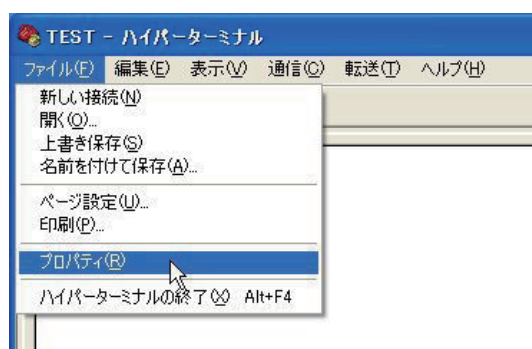 TEST - ハイパーターミナル
ファイル(F) 編集(E) 表示(V) 通信(C) 転送(T) ヘルプ(H)
新しい接続(N)
開く(O)...
上書き保存(S)
名前を付けて保存(A)...
ページ設定(U)...
印刷(P)...
プロパティ(R)
ハイパーターミナルの終了(X) Alt+F4